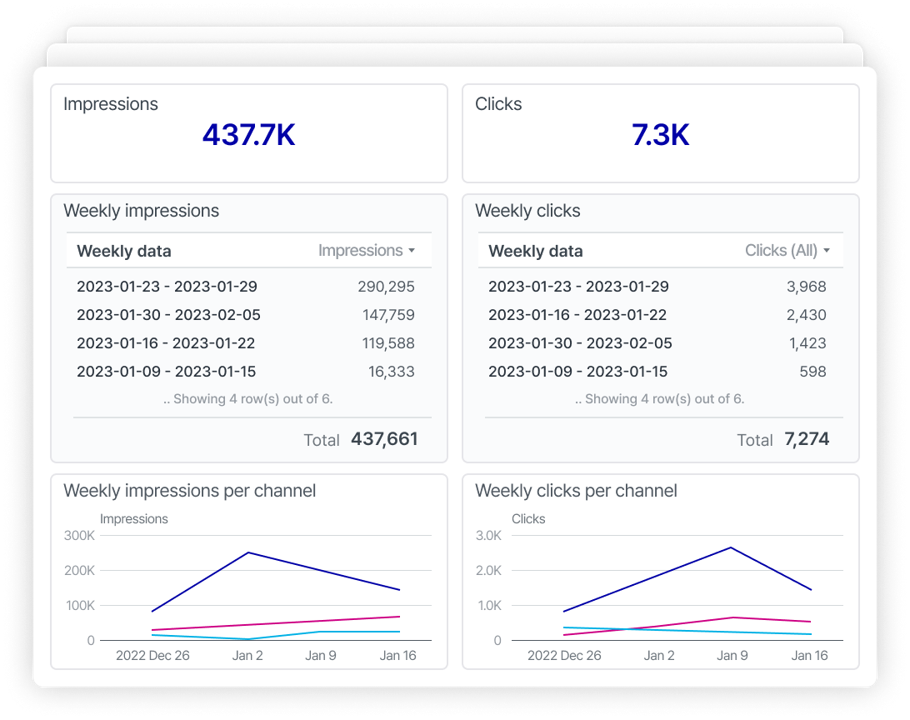 Impressions
437.7K
Clicks
7.3K
Weekly impressions
Weekly data Impressions
2023-01-23 - 2023-01-29 290,295
2023-01-30 - 2023-02-05 147,759
2023-01-16 - 2023-01-22 119,588
2023-01-09 - 2023-01-15 16,333
.. Showing 4 row(s) out of 6.
Total 437,661
Weekly clicks
Weekly data Clicks (All)
2023-01-23 - 2023-01-29 3,968
2023-01-16 - 2023-01-22 2,430
2023-01-30 - 2023-02-05 1,423
2023-01-09 - 2023-01-15 598
.. Showing 4 row(s) out of 6.
Total 7,274
Weekly impressions per channel
Impressions
300K
200K
100K
0
2022 Dec 26 Jan 2 Jan 9 Jan 16
Weekly clicks per channel
Clicks
3.0K
2.0K
1.0K
0
2022 Dec 26 Jan 2 Jan 9 Jan 16